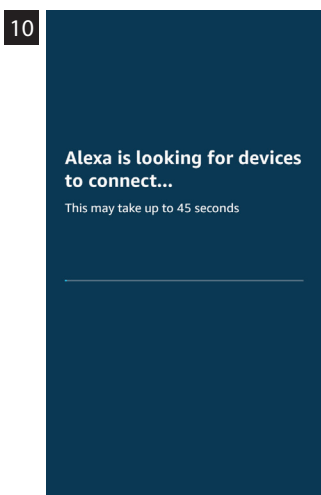 10
Alexa is looking for devices
to connect...
This may take up to 45 seconds